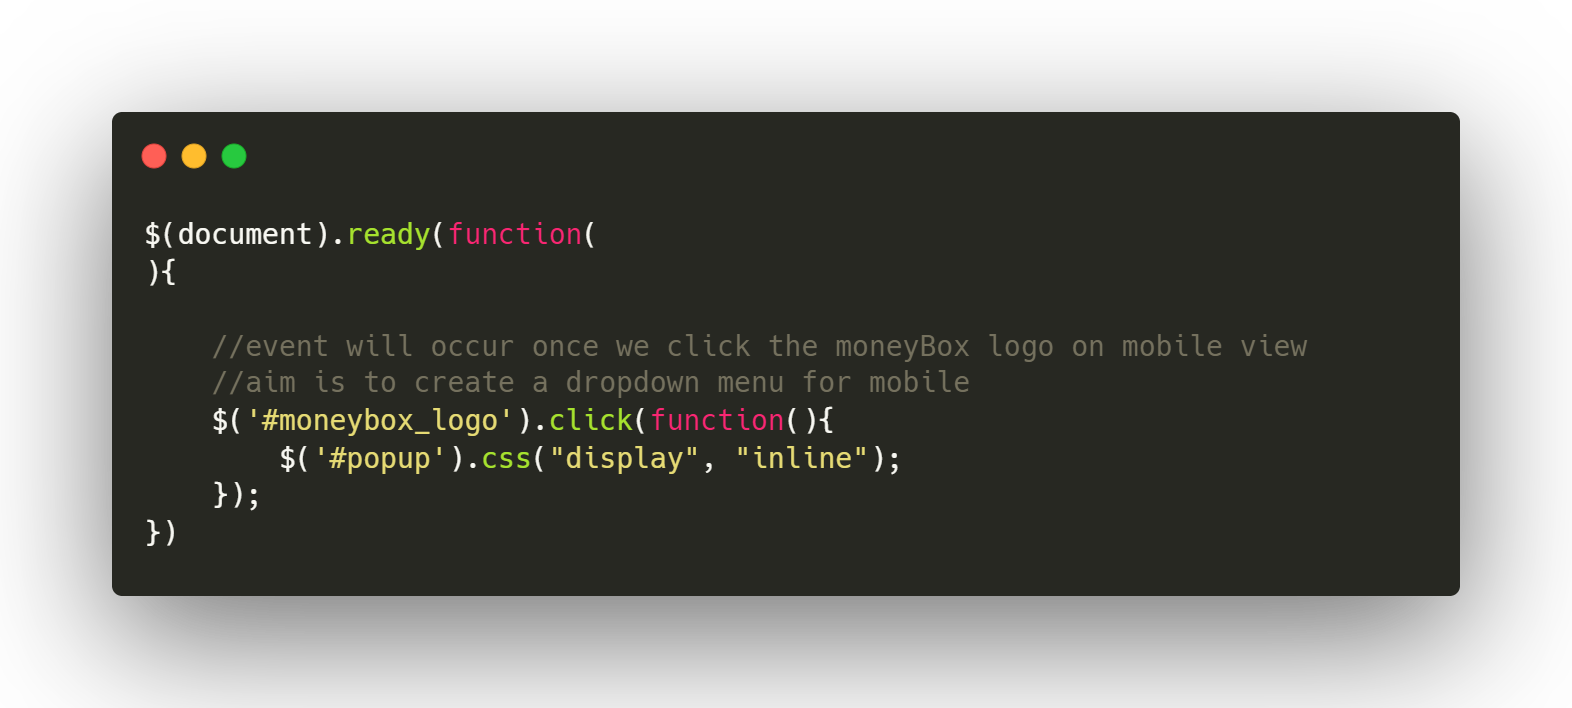 $(document).ready(function(
){
    //event will occur once we click the moneyBox logo on mobile view
    //aim is to create a dropdown menu for mobile
    $('#moneybox_logo').click(function(){
        $('#popup').css("display", "inline");
    });
})